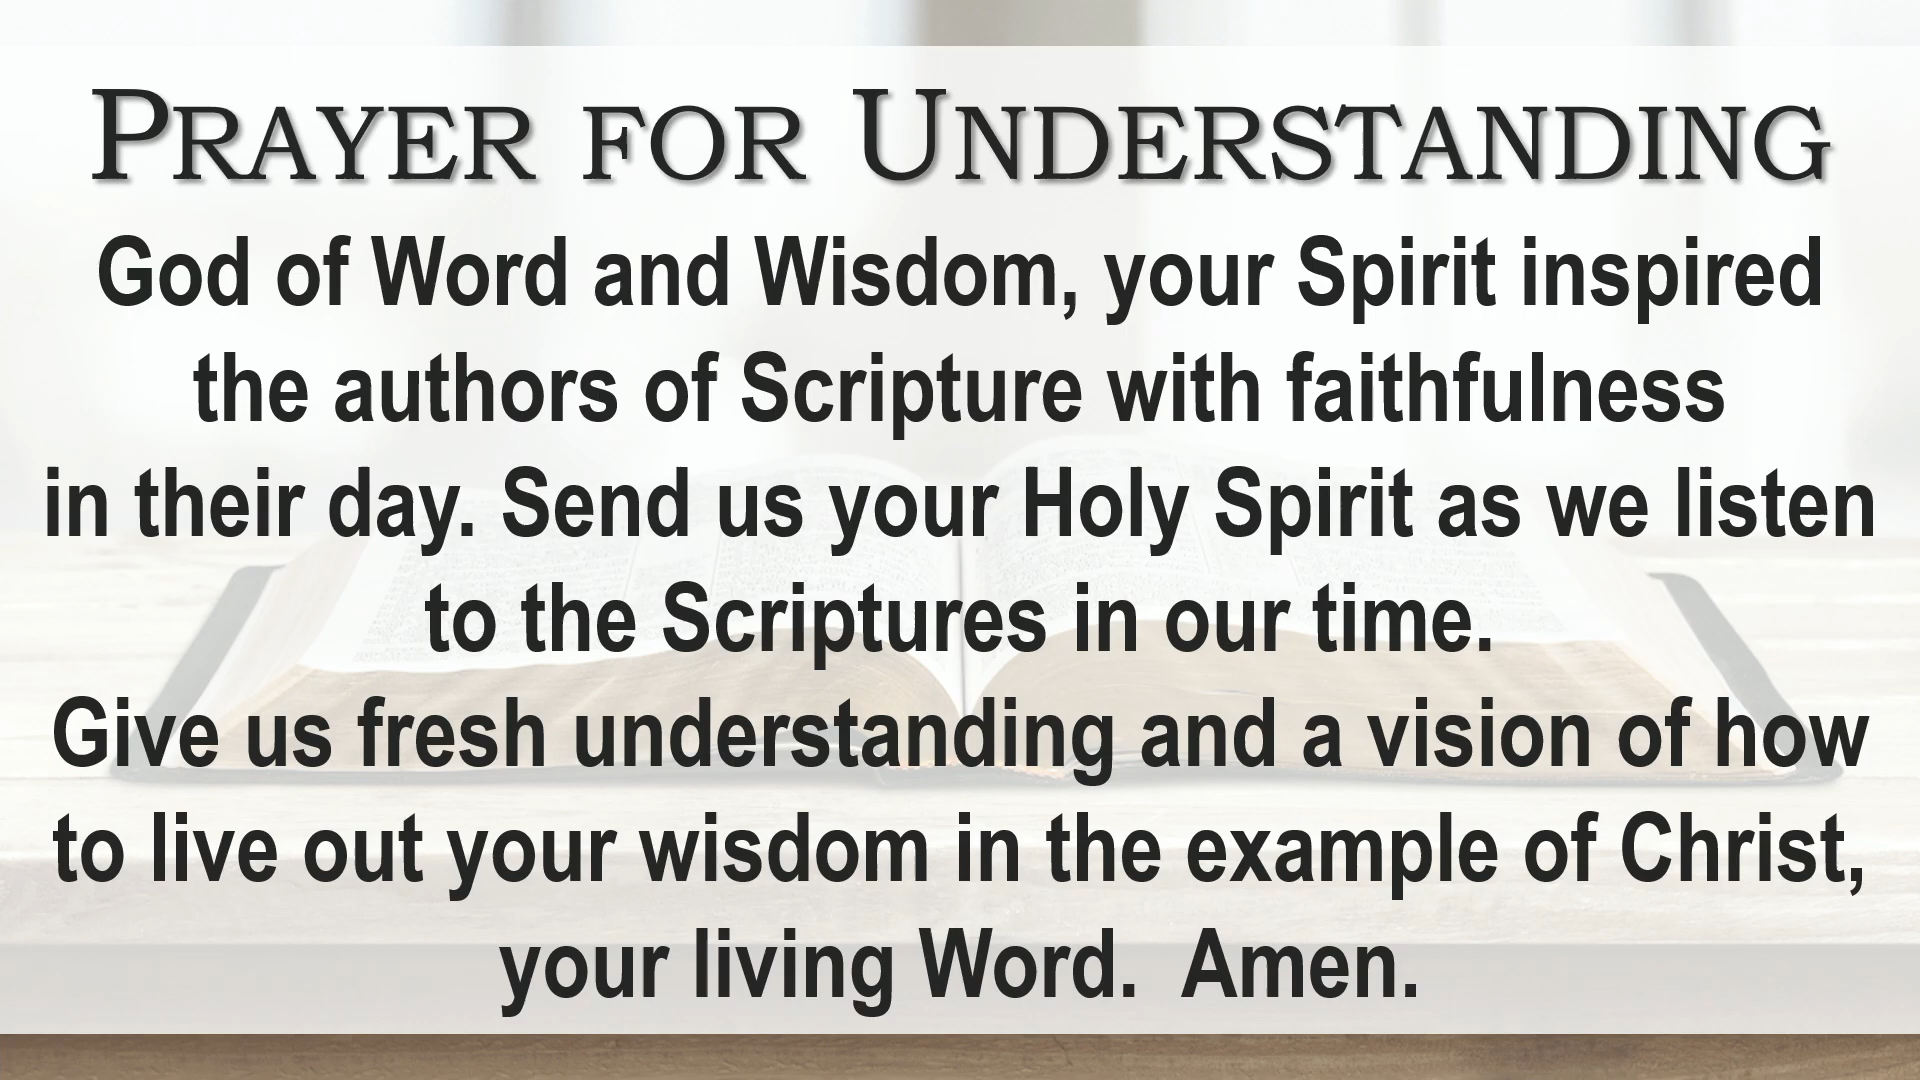 Prayer for Understanding
God of Word and Wisdom, your Spirit inspired
the authors of Scripture with faithfulness
in their day. Send us your Holy Spirit as we listen
to the Scriptures in our time.
Give us fresh understanding and a vision of how
to live out your wisdom in the example of Christ,
your living Word.  Amen.